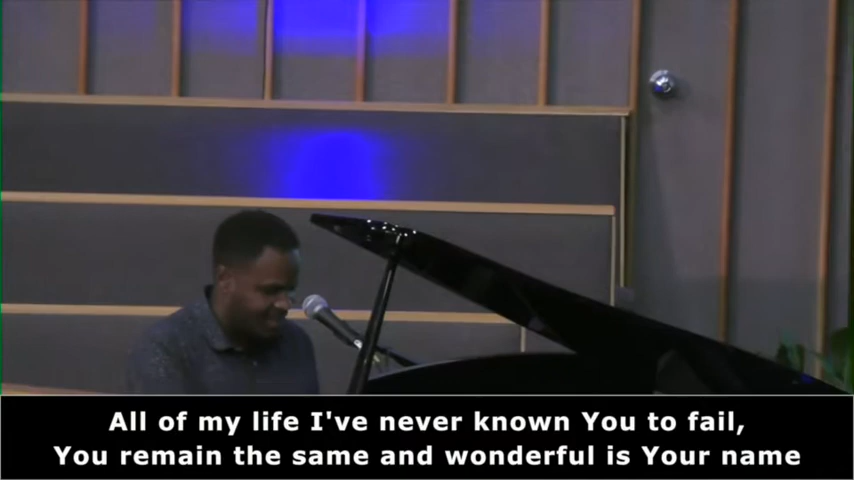 All of my life I've never known You to fail,
You remain the same and wonderful is Your name